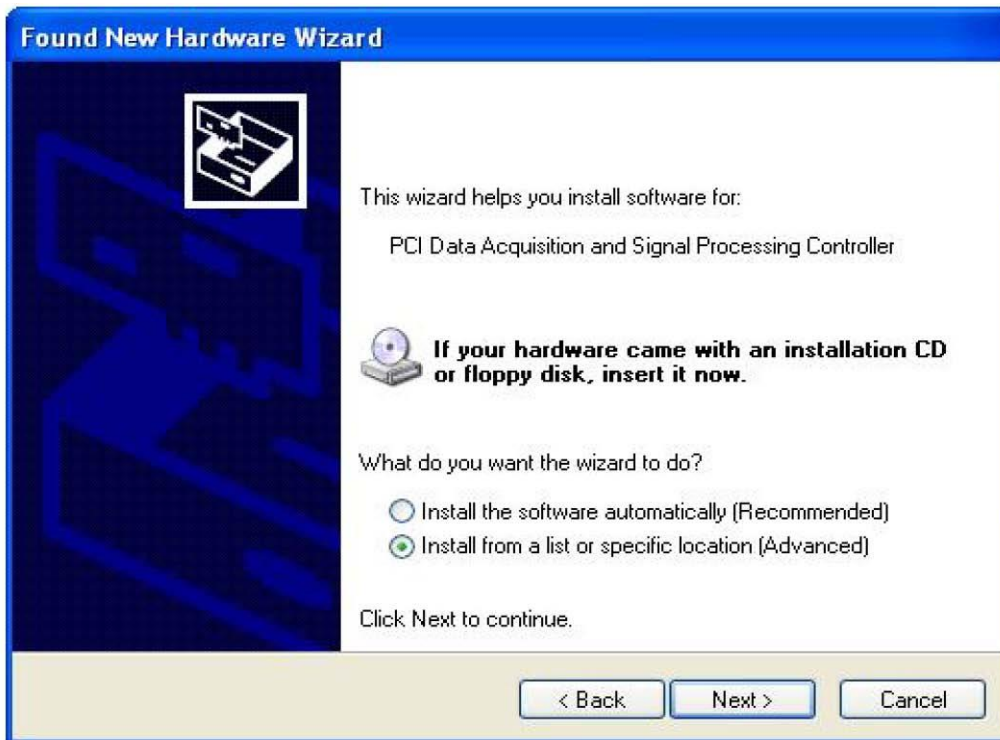 Found New Hardware Wizard
This wizard helps you install software for:
PCI Data Acquisition and Signal Processing Controller
If your hardware came with an installation CD
or floppy disk, insert it now.
What do you want the wizard to do?
Install the software automatically (Recommended)
Install from a list or specific location (Advanced)
Click Next to continue.
< Back Next > Cancel